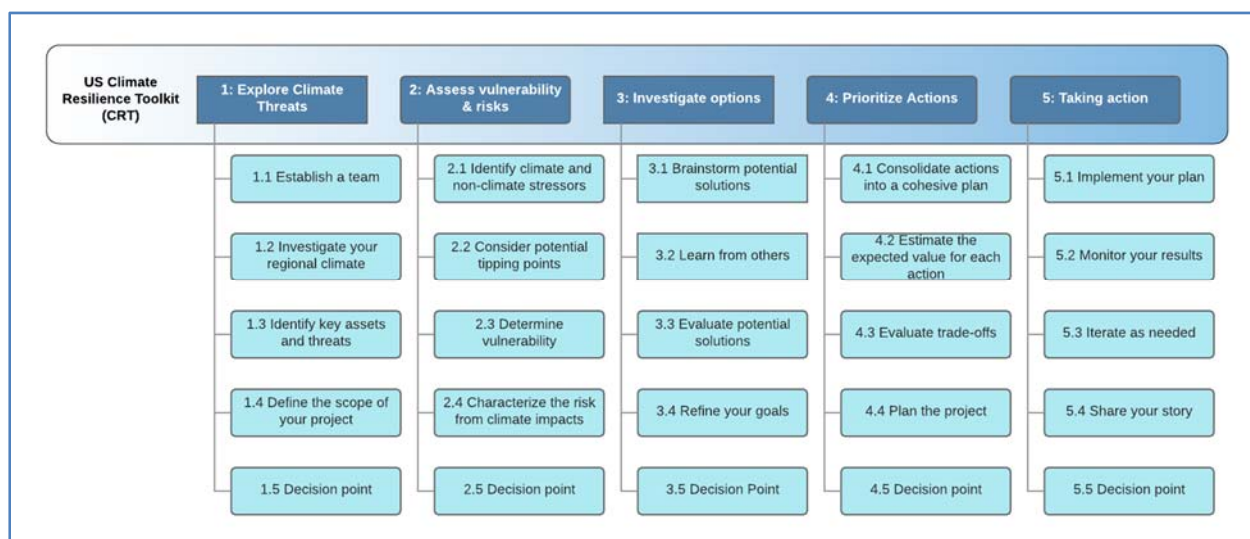 US Climate
Resilience Toolkit
(CRT)
1: Explore Climate
Threats
2: Assess vulnerability
& risks
3: Investigate options
4: Prioritize Actions
5: Taking action
1.1 Establish a team
2.1 Identify climate and
non-climate stressors
3.1 Brainstorm potential
solutions
4.1 Consolidate actions
into a cohesive plan
5.1 Implement your plan
1.2 Investigate your
regional climate
2.2 Consider potential
tipping points
3.2 Learn from others
4.2 Estimate the
expected value for each
action
5.2 Monitor your results
1.3 Identify key assets
and threats
2.3 Determine
vulnerability
3.3 Evaluate potential
solutions
4.3 Evaluate trade-offs
5.3 Iterate as needed
1.4 Define the scope of
your project
2.4 Characterize the risk
from climate impacts
3.4 Refine your goals
4.4 Plan the project
5.4 Share your story
1.5 Decision point
2.5 Decision point
3.5 Decision Point
4.5 Decision point
5.5 Decision point